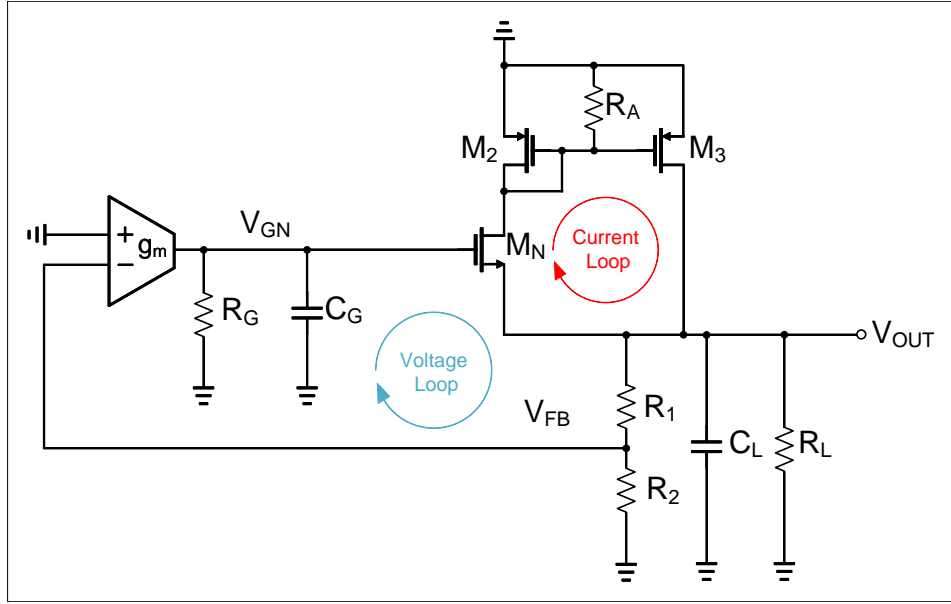 R_A
M_2
M_3
V_GN
M_N
Current
Loop
+
g_m
−
R_G
C_G
V_OUT
Voltage
Loop
V_FB
R_1
C_L
R_L
R_2